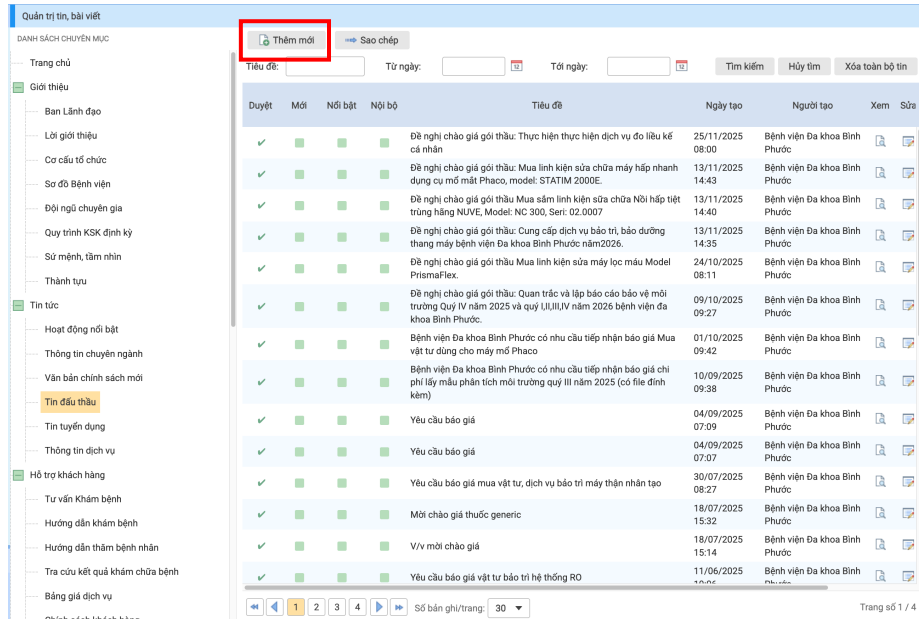 Quản trị tin, bài viết
DANH SÁCH CHUYÊN MỤC
Trang chủ
Giới thiệu
Ban Lãnh đạo
Lời giới thiệu
Cơ cấu tổ chức
Sơ đồ Bệnh viện
Đội ngũ chuyên gia
Quy trình KSK định kỳ
Sứ mệnh, tầm nhìn
Thành tựu
Tin tức
Hoạt động nổi bật
Thông tin chuyên ngành
Văn bản chính sách mới
Tin đấu thầu
Tin tuyển dụng
Thông tin dịch vụ
Hỗ trợ khách hàng
Tư vấn Khám bệnh
Hướng dẫn khám bệnh
Hướng dẫn thăm bệnh nhân
Tra cứu kết quả khám chữa bệnh
Bảng giá dịch vụ
Chính sách khách hàng
Thêm mới Sao chép
Tiêu đề: Từ ngày: 12 Tới ngày: 12 Tìm kiếm Hủy tìm Xóa toàn bộ tin
Duyệt Mới Nổi bật Nội bộ Tiêu đề Ngày tạo Người tạo Xem Sửa
Đề nghị chào giá gói thầu: Thực hiện thực hiện dịch vụ đo liều kế 25/11/2025 Bệnh viện Đa khoa Bình
cá nhân 08:00 Phước
Đề nghị chào giá gói thầu: Mua linh kiện sửa chữa máy hấp nhanh 13/11/2025 Bệnh viện Đa khoa Bình
dụng cụ mổ mắt Phaco, model: STATIM 2000E. 14:43 Phước
Đề nghị chào giá gói thầu Mua sắm linh kiện sữa chữa Nồi hấp tiệt 13/11/2025 Bệnh viện Đa khoa Bình
trùng hãng NUVE, Model: NC 300, Seri: 02.0007 14:40 Phước
Đề nghị chào giá gói thầu: Cung cấp dịch vụ bảo trì, bảo dưỡng 13/11/2025 Bệnh viện Đa khoa Bình
thang máy bệnh viện Đa khoa Bình Phước năm2026. 14:35 Phước
Đề nghị chào giá gói thầu Mua linh kiện sửa máy lọc máu Model 24/10/2025 Bệnh viện Đa khoa Bình
PrismaFlex. 08:11 Phước
Đề nghị chào giá gói thầu: Quan trắc và lập báo cáo bảo vệ môi
trường Quý IV năm 2025 và quý I,II,III,IV năm 2026 bệnh viện đa 09/10/2025 Bệnh viện Đa khoa Bình
khoa Bình Phước. 09:27 Phước
Bệnh viện Đa khoa Bình Phước có nhu cầu tiếp nhận báo giá Mua 01/10/2025 Bệnh viện Đa khoa Bình
vật tư dùng cho máy mổ Phaco 09:42 Phước
Bệnh viện Đa khoa Bình Phước có nhu cầu tiếp nhận báo giá chi
phí lấy mẫu phân tích môi trường quý III năm 2025 (có file đính 10/09/2025 Bệnh viện Đa khoa Bình
kèm) 09:38 Phước
Yêu cầu báo giá 04/09/2025 Bệnh viện Đa khoa Bình
07:09 Phước
Yêu cầu báo giá 04/09/2025 Bệnh viện Đa khoa Bình
07:07 Phước
Yêu cầu báo giá mua vật tư, dịch vụ bảo trì máy thận nhân tạo 30/07/2025 Bệnh viện Đa khoa Bình
08:27 Phước
Mời chào giá thuốc generic 18/07/2025 Bệnh viện Đa khoa Bình
15:32 Phước
V/v mời chào giá 18/07/2025 Bệnh viện Đa khoa Bình
15:14 Phước
Yêu cầu báo giá vật tư bảo trì hệ thống RO 11/06/2025 Bệnh viện Đa khoa Bình
Phước
1 2 3 4 Số bản ghi/trang: 30 Trang số 1 / 4